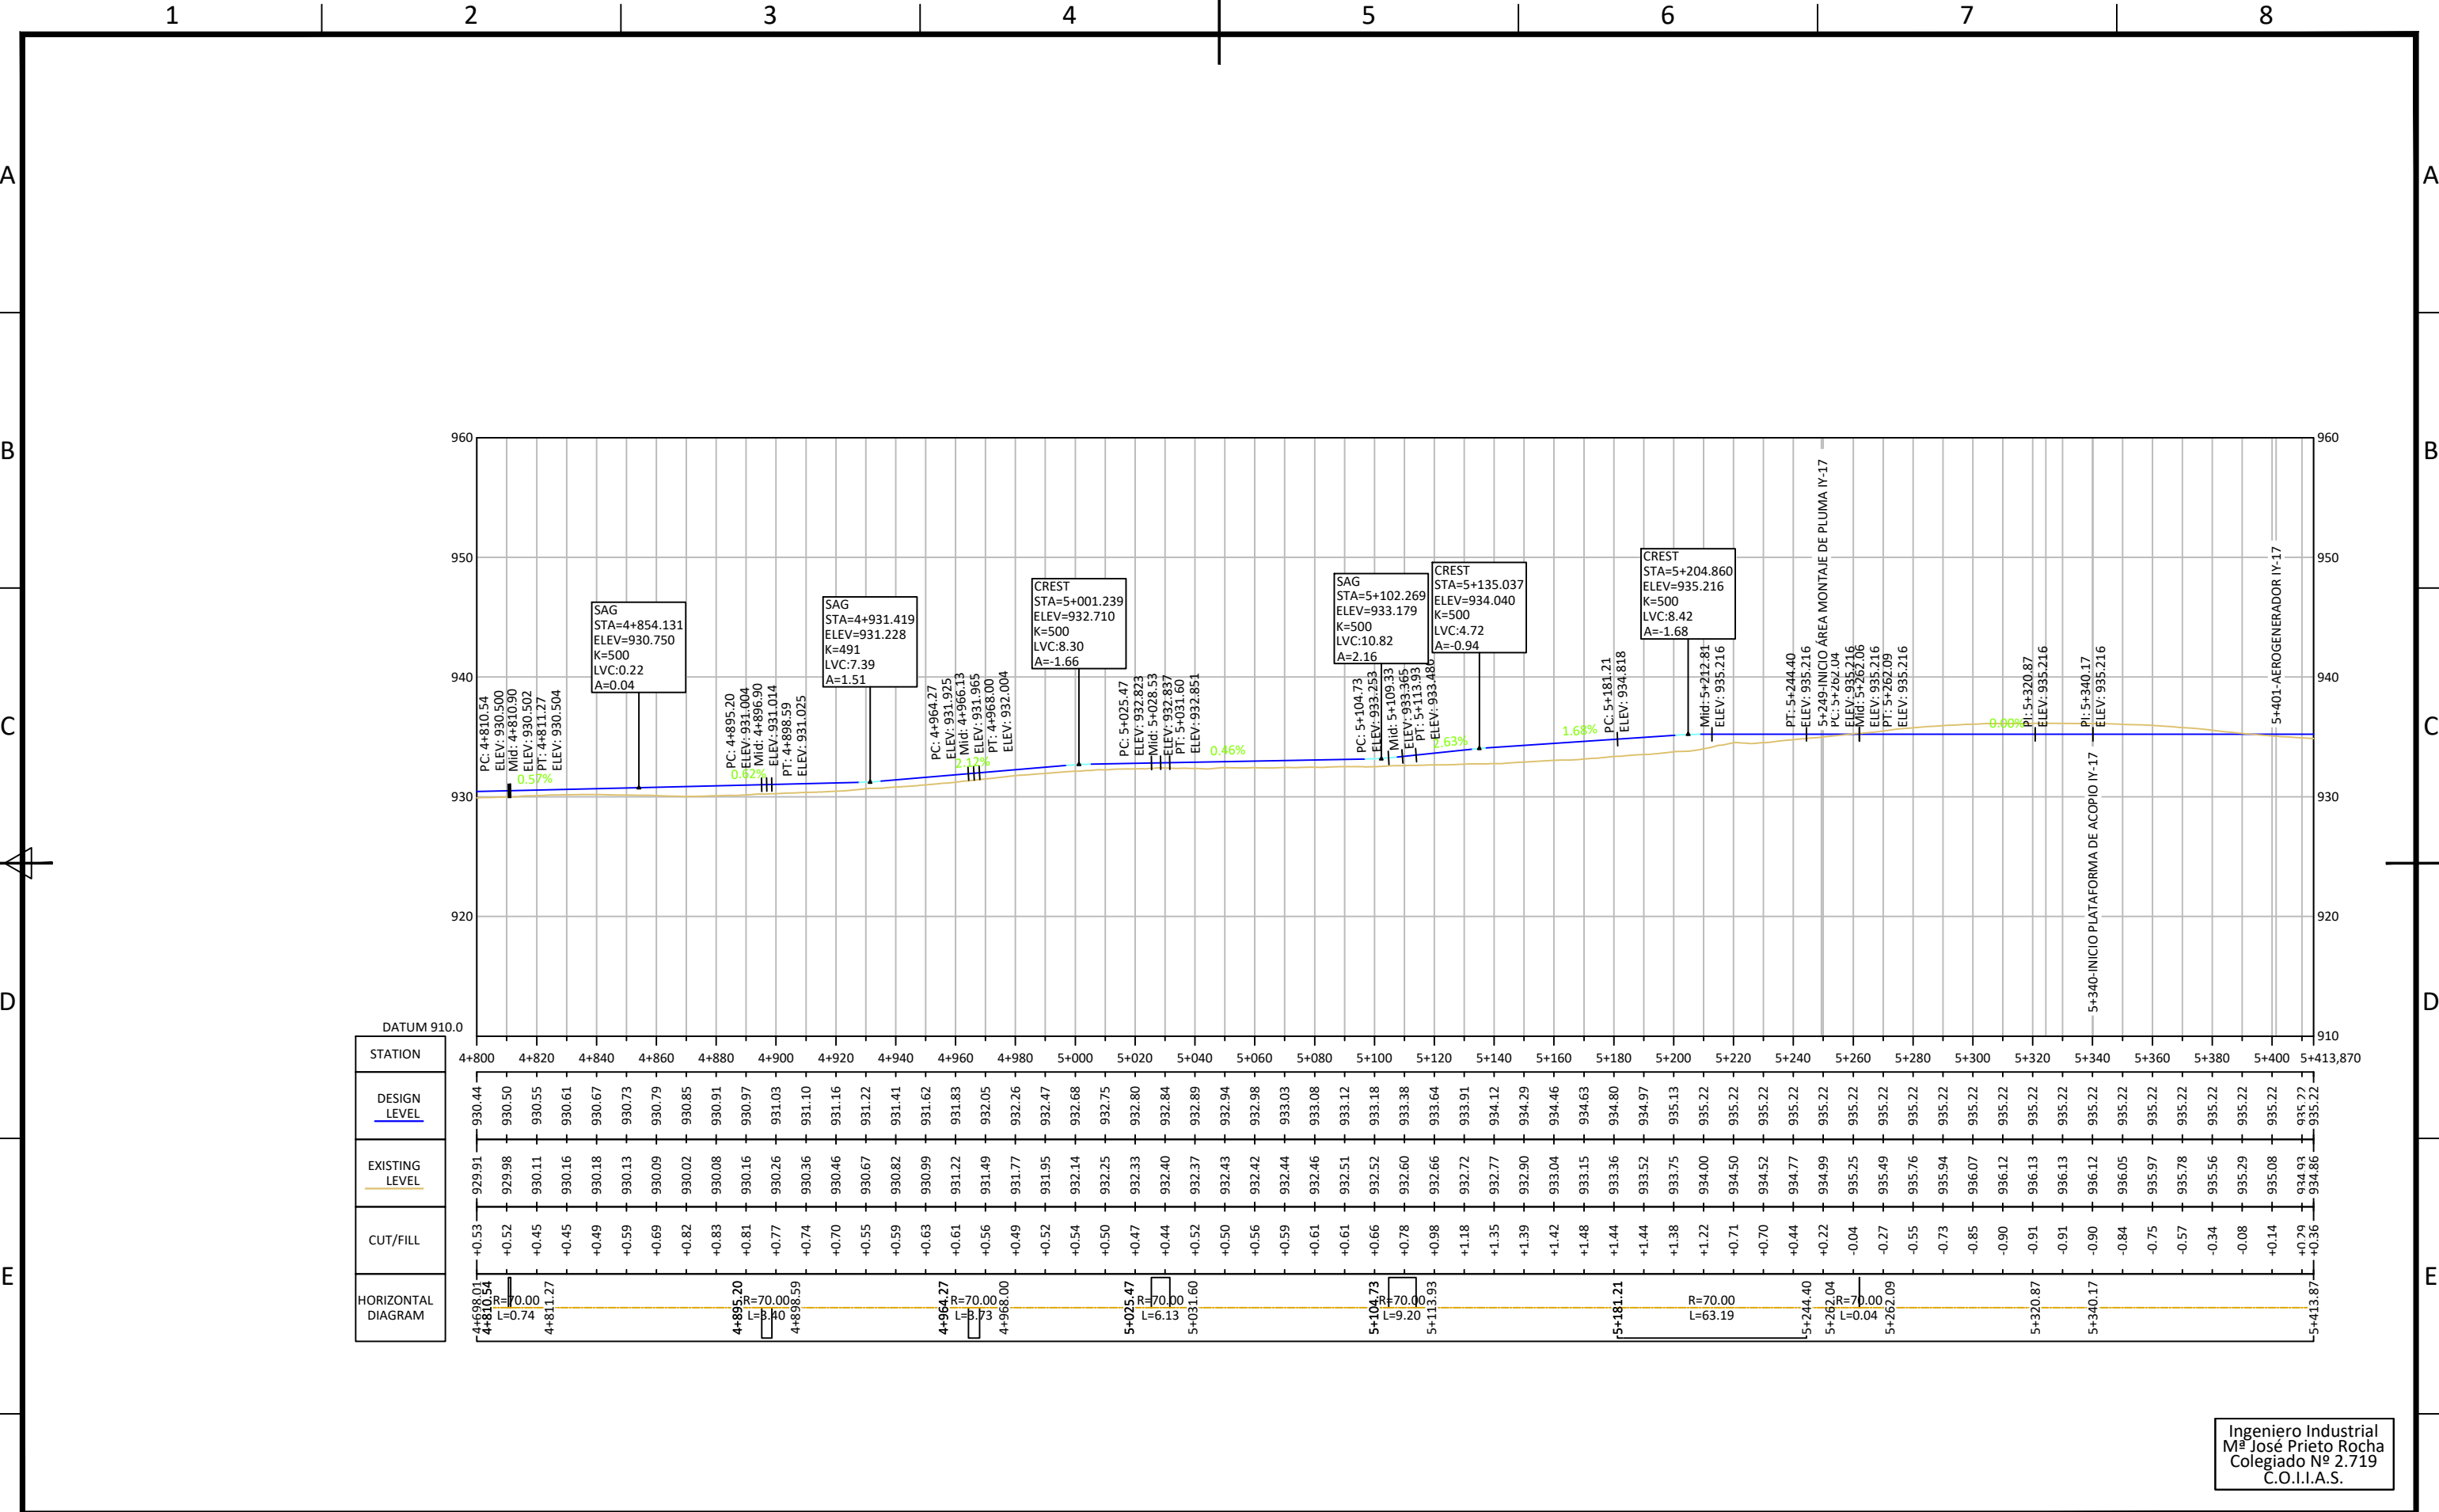 1 2 3 4 5 6 7 8
A A
B B
C C
D D
E E
960 960
950 950
940 940
930 930
920 920
910
DATUM 910.0
SAG
STA=4+854.131
ELEV=930.750
K=500
LVC:0.22
A=0.04
SAG
STA=4+931.419
ELEV=931.228
K=491
LVC:7.39
A=1.51
CREST
STA=5+001.239
ELEV=932.710
K=500
LVC:8.30
A=-1.66
SAG
STA=5+102.269
ELEV=933.179
K=500
LVC:10.82
A=2.16
CREST
STA=5+135.037
ELEV=934.040
K=500
LVC:4.72
A=-0.94
CREST
STA=5+204.860
ELEV=935.216
K=500
LVC:8.42
A=-1.68
PC: 4+810.54
ELEV: 930.500
Mid: 4+810.90
ELEV: 930.502
PT: 4+811.27
ELEV: 930.504
0.57%
PC: 4+895.20
ELEV: 931.004
Mid: 4+896.90
ELEV: 931.014
PT: 4+898.59
ELEV: 931.025
0.62%
PC: 4+964.27
ELEV: 931.925
Mid: 4+966.13
ELEV: 931.965
PT: 4+968.00
ELEV: 932.004
2.12%
PC: 5+025.47
ELEV: 932.823
Mid: 5+028.53
ELEV: 932.837
PT: 5+031.60
ELEV: 932.851
0.46%
PC: 5+104.73
ELEV: 933.253
Mid: 5+109.33
ELEV: 933.365
PT: 5+113.93
ELEV: 933.486
2.63%
1.68%
PC: 5+181.21
ELEV: 934.818
Mid: 5+212.81
ELEV: 935.216
PT: 5+244.40
ELEV: 935.216
5+249-INICIO ÁREA MONTAJE DE PLUMA IY-17
PC: 5+262.04
ELEV: 935.216
Mid: 5+262.06
ELEV: 935.216
PT: 5+262.09
ELEV: 935.216
0.00%
PI: 5+320.87
ELEV: 935.216
PI: 5+340.17
ELEV: 935.216
5+340-INICIO PLATAFORMA DE ACOPIO IY-17
5+401-AEROGENERADOR IY-17
STATION
4+800 4+820 4+840 4+860 4+880 4+900 4+920 4+940 4+960 4+980 5+000 5+020 5+040 5+060 5+080 5+100 5+120 5+140 5+160 5+180 5+200 5+220 5+240 5+260 5+280 5+300 5+320 5+340 5+360 5+380 5+400 5+413,870
DESIGN
LEVEL
930.44 930.50 930.55 930.61 930.67 930.73 930.79 930.85 930.91 930.97 931.03 931.10 931.16 931.22 931.41 931.62 931.83 932.05 932.26 932.47 932.68 932.75 932.80 932.84 932.89 932.94 932.98 933.03 933.08 933.12 933.18 933.38 933.64 933.91 934.12 934.29 934.46 934.63 934.80 934.97 935.13 935.22 935.22 935.22 935.22 935.22 935.22 935.22 935.22 935.22 935.22 935.22 935.22 935.22 935.22 935.22 935.22 935.22 935.22 935.22 935.22 935.22 935.22
EXISTING
LEVEL
929.91 929.98 930.11 930.16 930.18 930.13 930.09 930.02 930.08 930.16 930.26 930.36 930.46 930.67 930.82 930.99 931.22 931.49 931.77 931.95 932.14 932.25 932.33 932.40 932.37 932.43 932.42 932.44 932.46 932.51 932.52 932.60 932.66 932.72 932.77 932.90 933.04 933.15 933.36 933.52 933.75 934.00 934.50 934.52 934.77 934.99 935.25 935.49 935.76 935.94 936.07 936.12 936.13 936.13 936.12 936.05 935.97 935.78 935.56 935.29 935.08 934.93 934.86
CUT/FILL
+0.53 +0.52 +0.45 +0.45 +0.49 +0.59 +0.69 +0.82 +0.83 +0.81 +0.77 +0.74 +0.70 +0.55 +0.59 +0.63 +0.61 +0.56 +0.49 +0.52 +0.54 +0.50 +0.47 +0.44 +0.52 +0.50 +0.56 +0.59 +0.61 +0.61 +0.66 +0.78 +0.98 +1.18 +1.35 +1.39 +1.42 +1.48 +1.44 +1.44 +1.38 +1.22 +0.71 +0.70 +0.44 +0.22 -0.04 -0.27 -0.55 -0.73 -0.85 -0.90 -0.91 -0.91 -0.90 -0.84 -0.75 -0.57 -0.34 -0.08 +0.14 +0.29 +0.36
HORIZONTAL
DIAGRAM
4+698.01
4+810.54
R=70.00
L=0.74
4+811.27
4+895.20
R=70.00
L=3.40
4+898.59
4+964.27
R=70.00
L=3.73
4+968.00
5+025.47
R=70.00
L=6.13
5+031.60
5+104.73
R=70.00
L=9.20
5+113.93
5+181.21
R=70.00
L=63.19
5+244.40
5+262.04
R=70.00
L=0.04
5+262.09
5+320.87
5+340.17
5+413.87
Ingeniero Industrial
Mª José Prieto Rocha
Colegiado Nº 2.719
C.O.I.I.A.S.